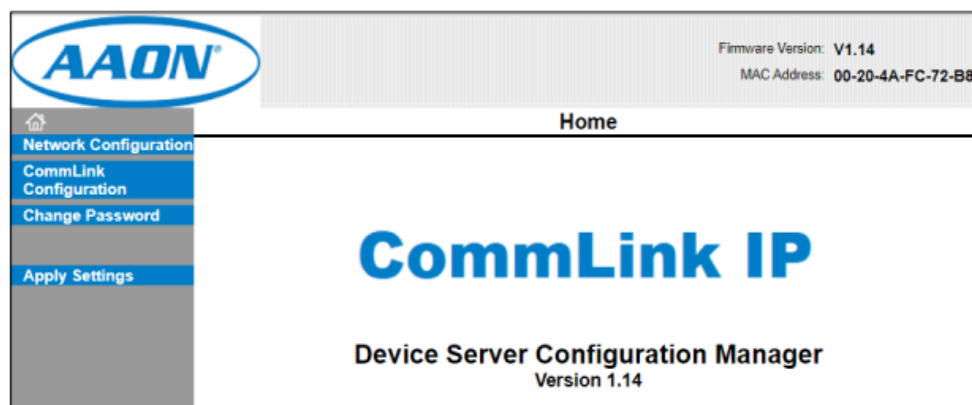 AAON®
Firmware Version: V1.14
MAC Address: 00-20-4A-FC-72-B8
Home
Network Configuration
CommLink
Configuration
Change Password
Apply Settings
CommLink IP
Device Server Configuration Manager
Version 1.14